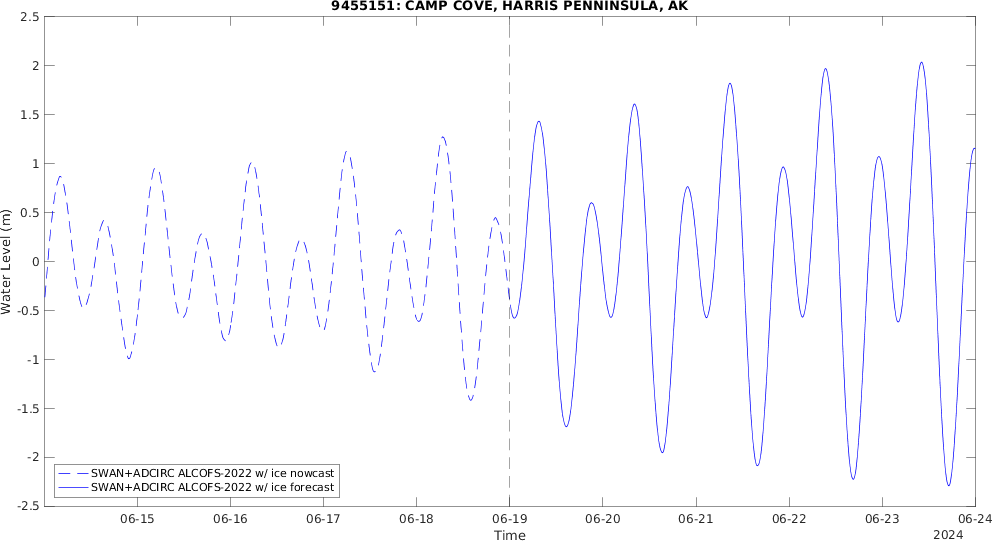 9455151: CAMP COVE, HARRIS PENNINSULA, AK
2.5
2
1.5
1
0.5
0
-0.5
-1
-1.5
-2
-2.5
Water Level (m)
SWAN+ADCIRC ALCOFS-2022 w/ ice nowcast
SWAN+ADCIRC ALCOFS-2022 w/ ice forecast
06-15 06-16 06-17 06-18 06-19 06-20 06-21 06-22 06-23 06-24
Time
2024